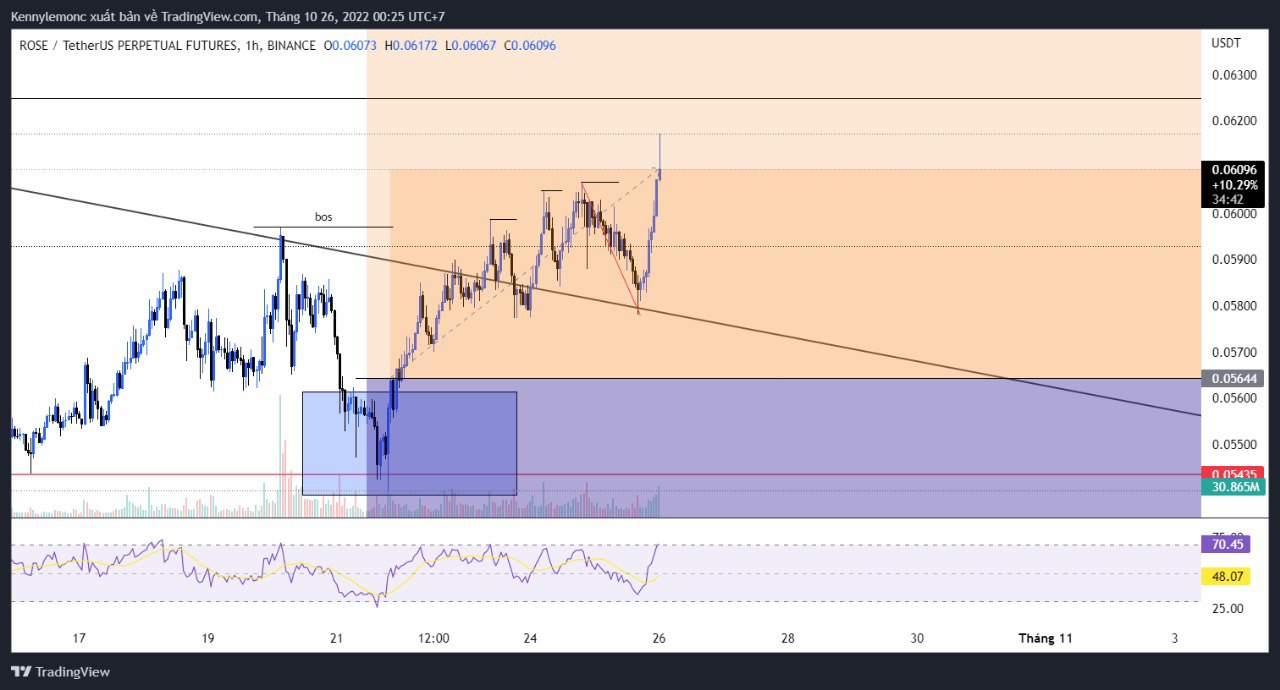 Kennylemonc xuất bản về TradingView.com, Tháng 10 26, 2022 00:25 UTC+7
ROSE / TetherUS PERPETUAL FUTURES, 1h, BINANCE O0.06073 H0.06172 L0.06067 C0.06096
USDT
0.06300
0.06200
0.06096
+10.29%
34:42
0.06000
bos
0.05900
0.05800
0.05700
0.05644
0.05600
0.05500
0.05435
30.865M
75.00
70.45
48.07
25.00
17 19 21 12:00 24 26 28 30 Tháng 11 3
TradingView